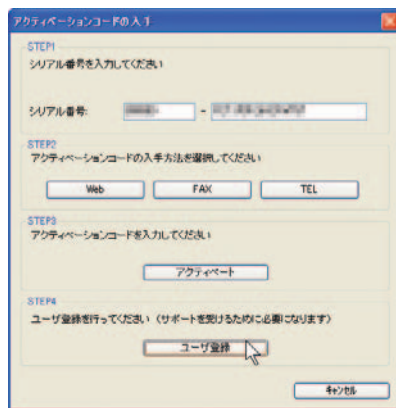 アクティベーションコードの入手
STEP1
シリアル番号を入力してください
シリアル番号:
-
STEP2
アクティベーションコードの入手方法を選択してください
Web
FAX
TEL
STEP3
アクティベーションコードを入力してください
アクティベート
STEP4
ユーザ登録を行ってください（サポートを受けるために必要になります）
ユーザ登録
キャンセル